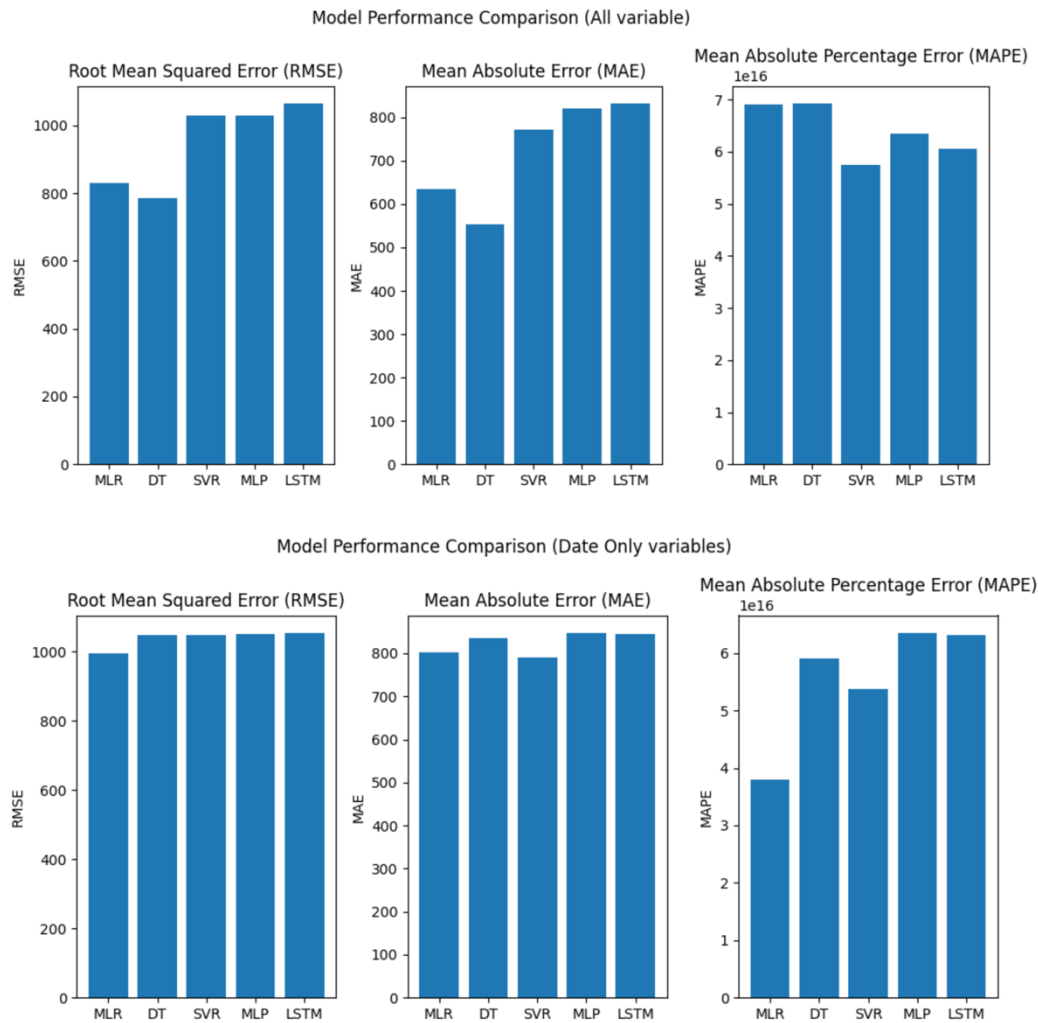 Model Performance Comparison (All variable)
Root Mean Squared Error (RMSE)
Mean Absolute Error (MAE)
Mean Absolute Percentage Error (MAPE)
1e16
RMSE
1000
800
600
400
200
0
MLR DT SVR MLP LSTM
MAE
800
700
600
500
400
300
200
100
0
MLR DT SVR MLP LSTM
MAPE
7
6
5
4
3
2
1
0
MLR DT SVR MLP LSTM
Model Performance Comparison (Date Only variables)
Root Mean Squared Error (RMSE)
Mean Absolute Error (MAE)
Mean Absolute Percentage Error (MAPE)
1e16
RMSE
1000
800
600
400
200
0
MLR DT SVR MLP LSTM
MAE
800
700
600
500
400
300
200
100
0
MLR DT SVR MLP LSTM
MAPE
6
5
4
3
2
1
0
MLR DT SVR MLP LSTM